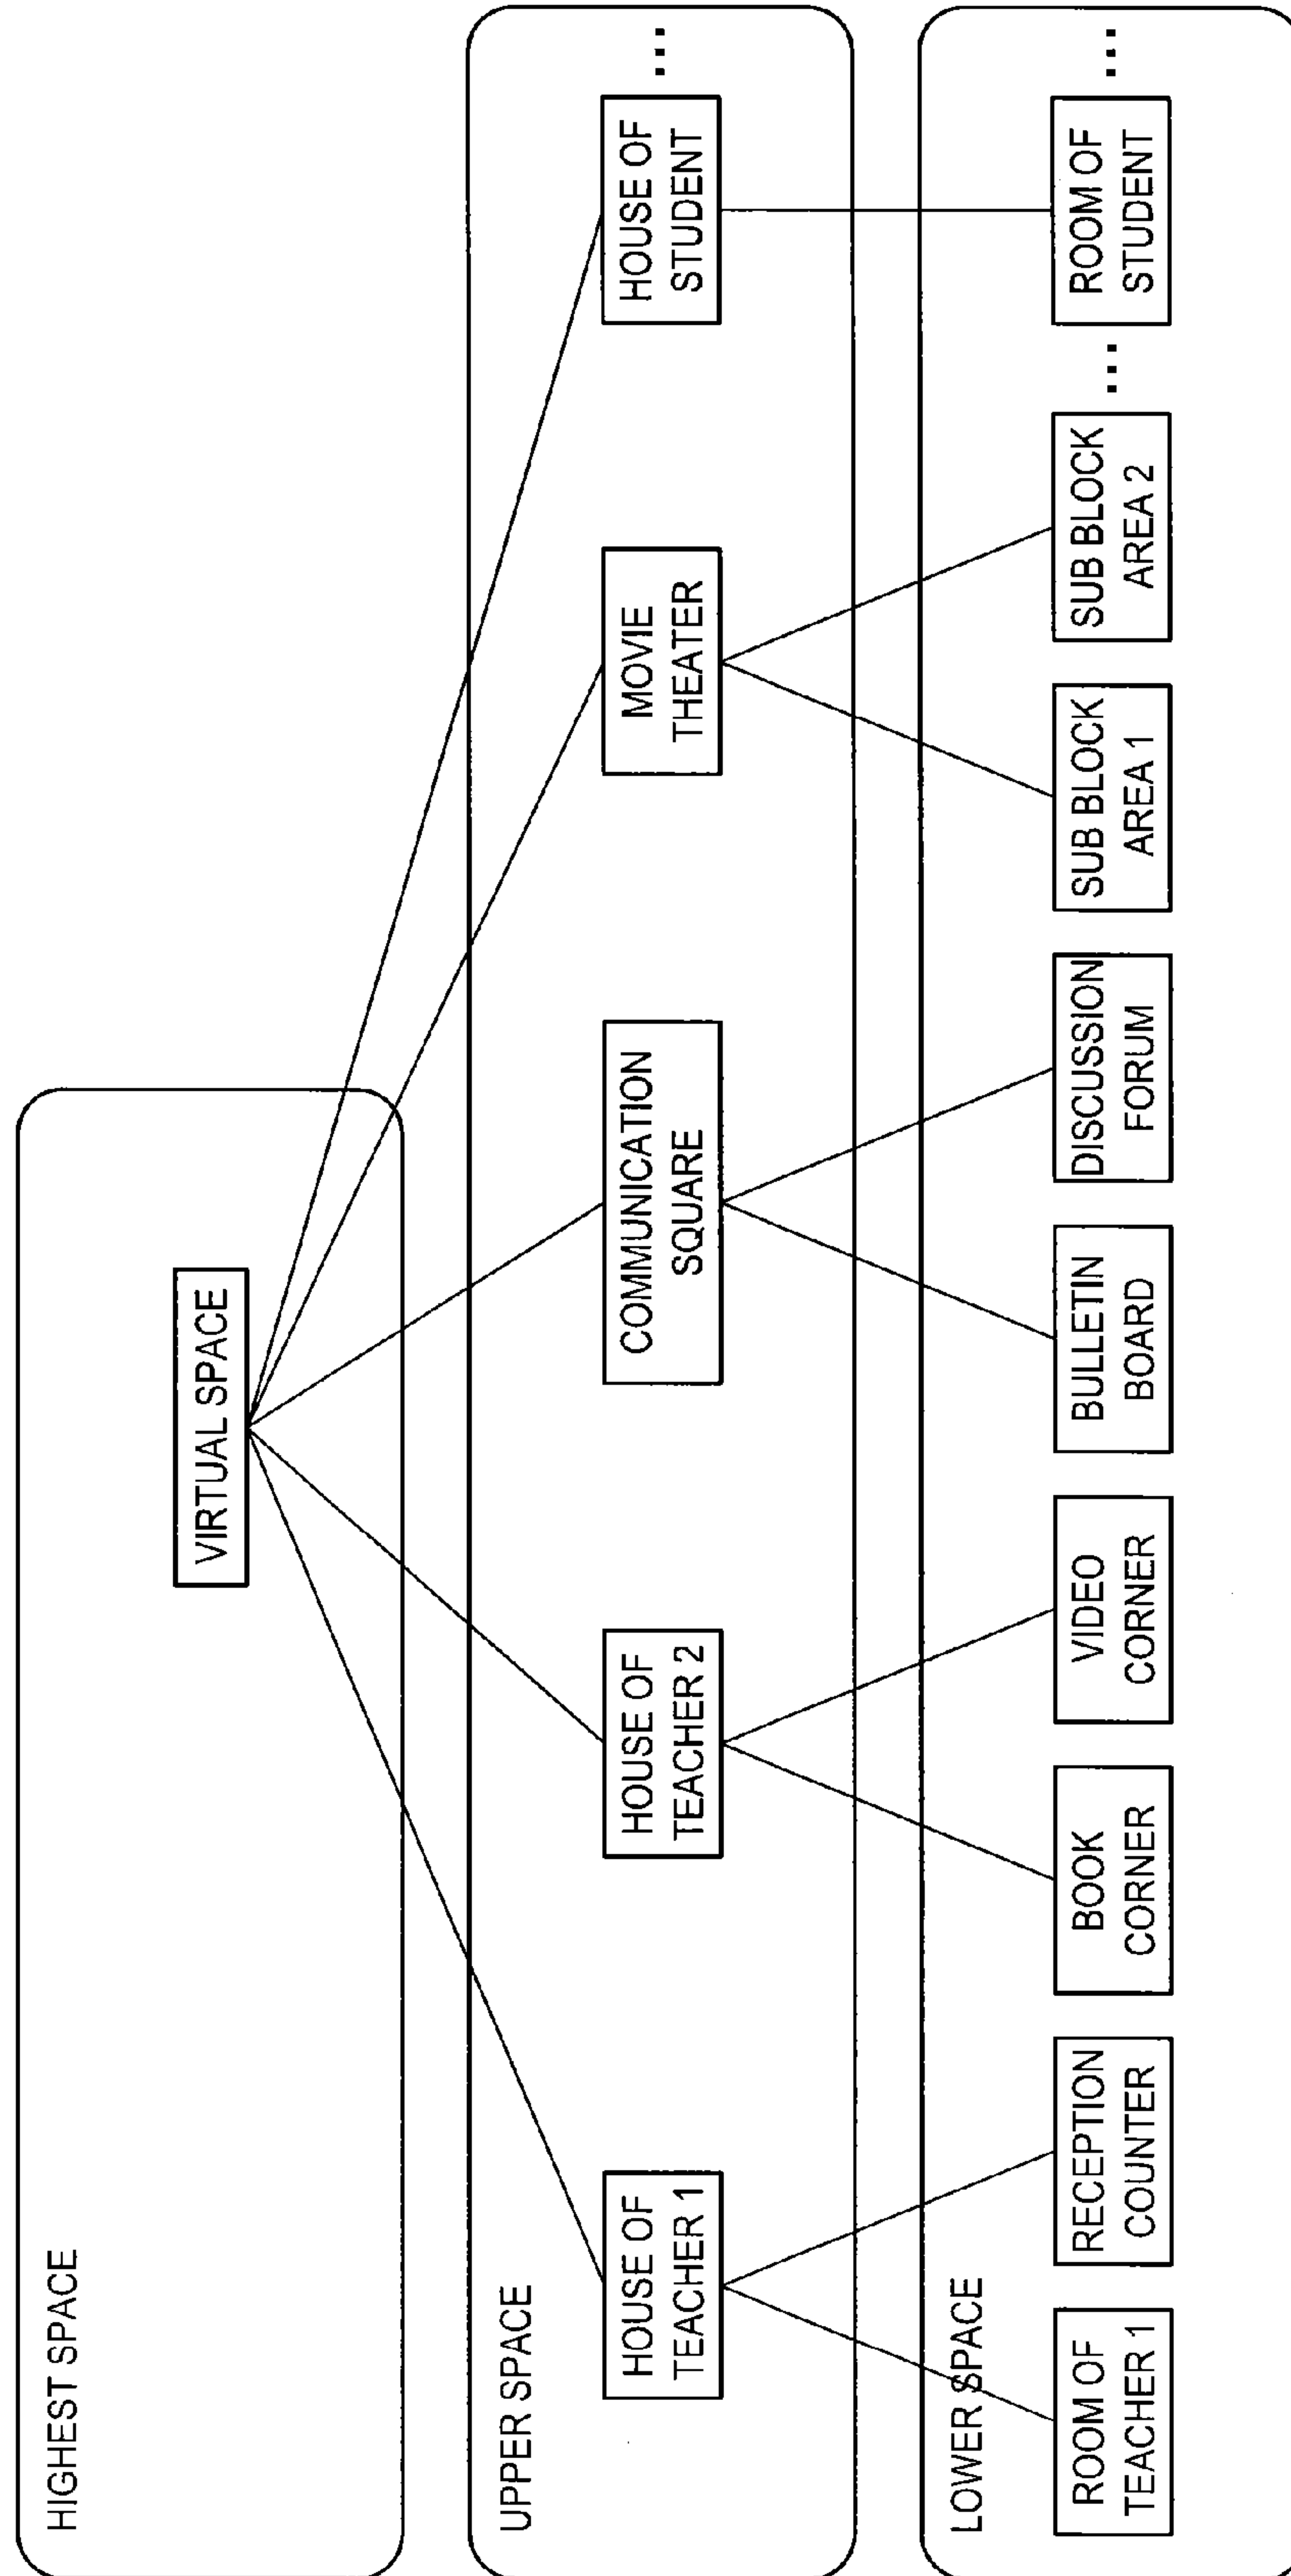 HIGHEST SPACE
VIRTUAL SPACE
UPPER SPACE
HOUSE OF
TEACHER 1
HOUSE OF
TEACHER 2
COMMUNICATION
SQUARE
MOVIE
THEATER
HOUSE OF
STUDENT
...
LOWER SPACE
ROOM OF
TEACHER 1
RECEPTION
COUNTER
BOOK
CORNER
VIDEO
CORNER
BULLETIN
BOARD
DISCUSSION
FORUM
SUB BLOCK
AREA 1
SUB BLOCK
AREA 2
...
ROOM OF
STUDENT
...